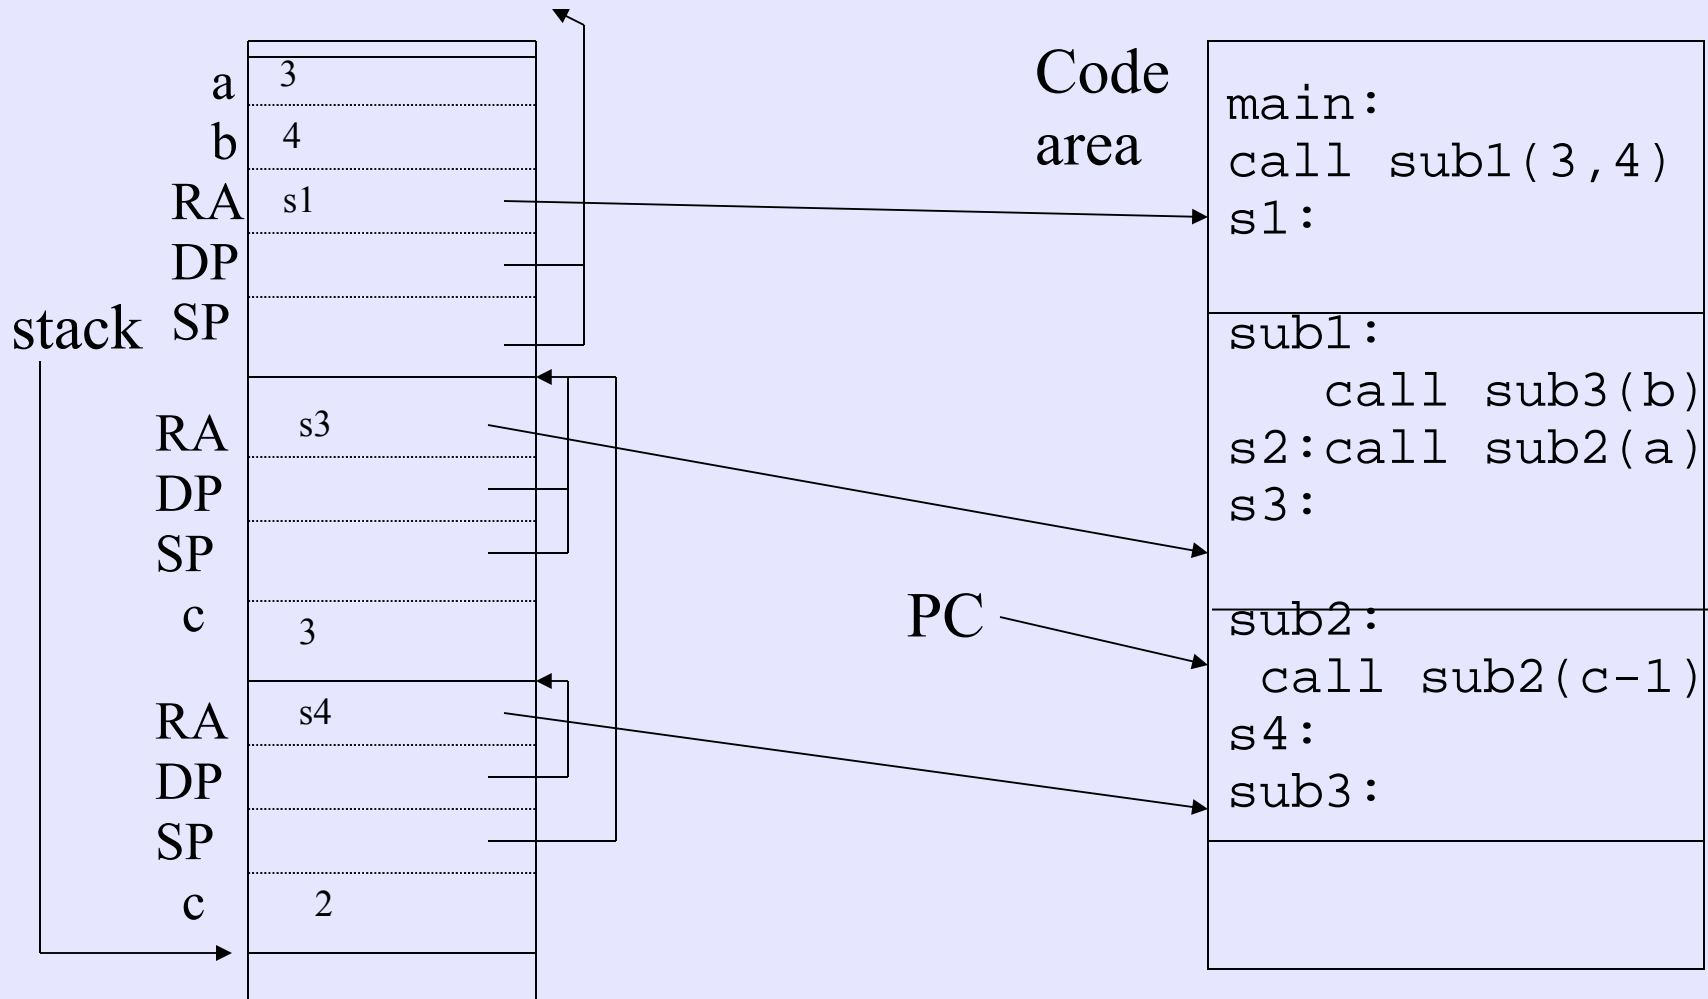 a 3
b 4
RA s1
DP
SP
stack
RA s3
DP
SP
c 3
RA s4
DP
SP
c 2
Code
area
PC
main:
call sub1(3,4)
s1:
sub1:
call sub3(b)
s2:call sub2(a)
s3:
sub2:
call sub2(c-1)
s4:
sub3: